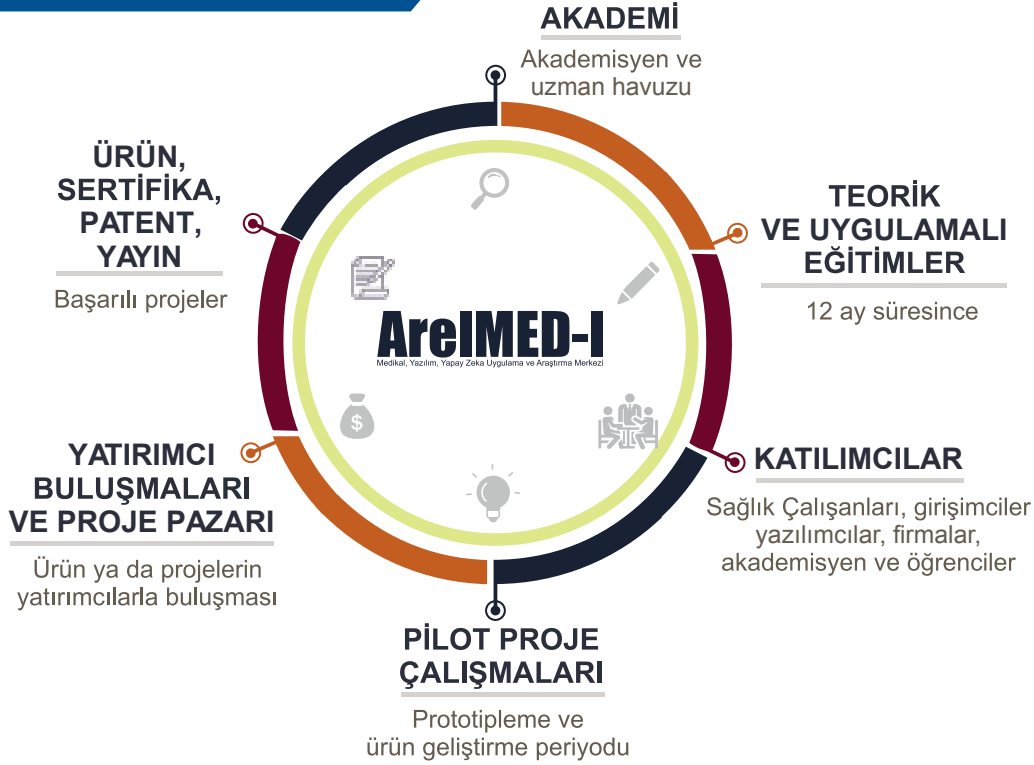 AKADEMİ
Akademisyen ve
uzman havuzu
TEORİK
VE UYGULAMALI
EĞİTİMLER
12 ay süresince
KATILIMCILAR
Sağlık Çalışanları, girişimciler
yazılımcılar, firmalar,
akademisyen ve öğrenciler
PİLOT PROJE
ÇALIŞMALARI
Prototipleme ve
ürün geliştirme periyodu
YATIRIMCI
BULUŞMALARI
VE PROJE PAZARI
Ürün ya da projelerin
yatırımcılarla buluşması
ÜRÜN,
SERTİFİKA,
PATENT,
YAYIN
Başarılı projeler
ArelMED-I
Medikal, Yazılım, Yapay Zeka Uygulama ve Araştırma Merkezi
$